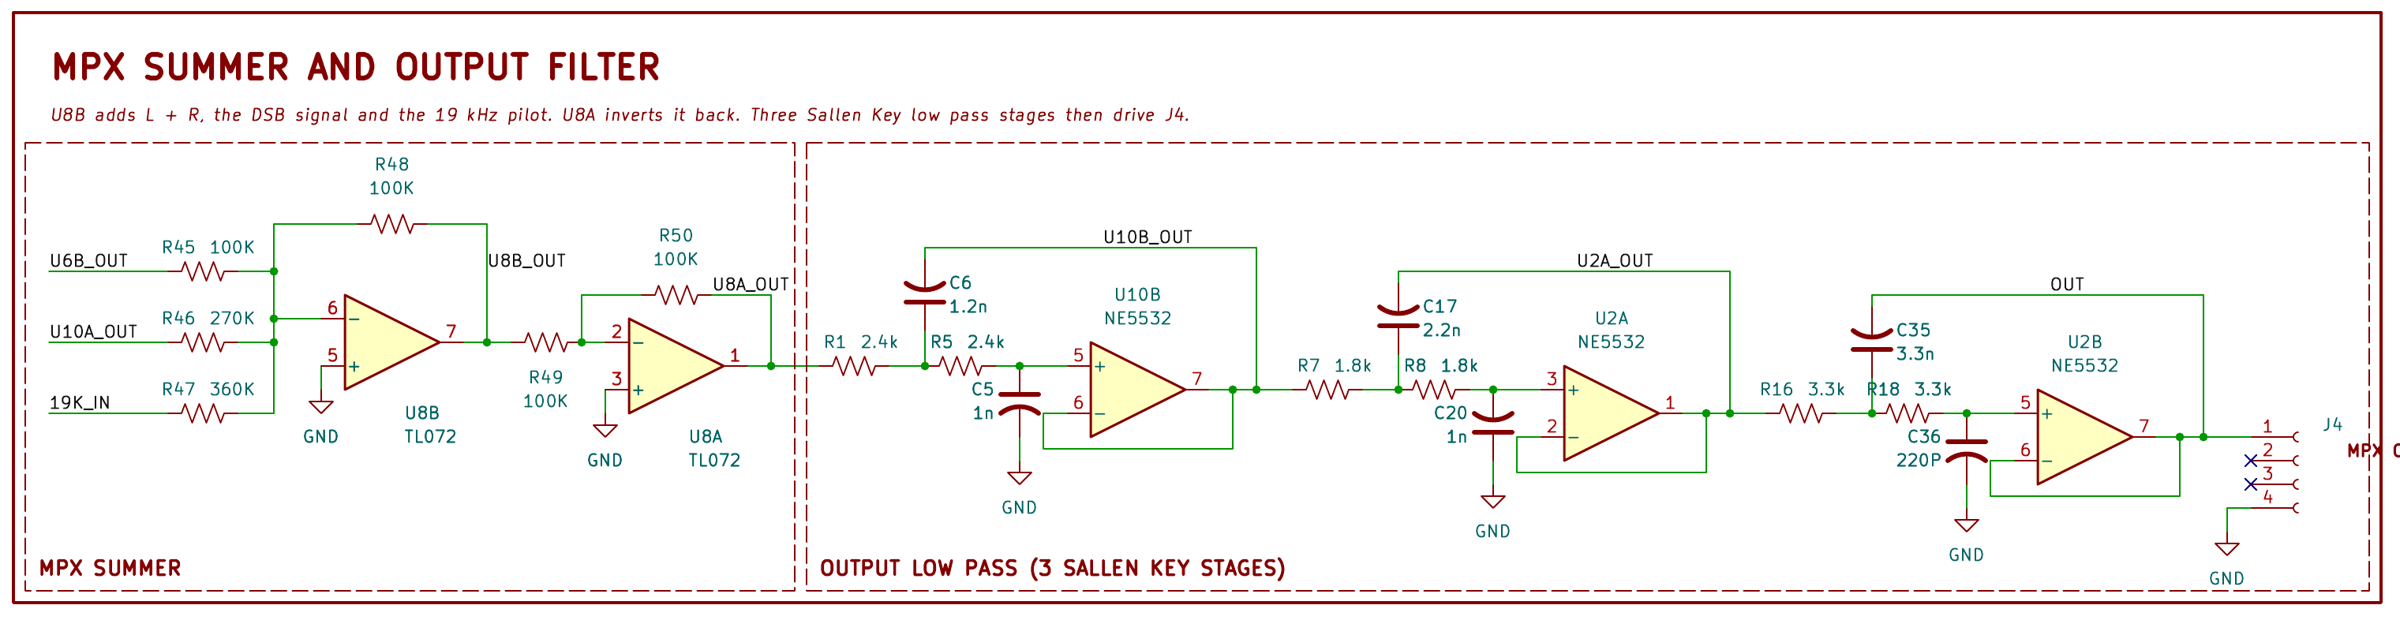 MPX SUMMER AND OUTPUT FILTER
U8B adds L + R, the DSB signal and the 19 kHz pilot. U8A inverts it back. Three Sallen Key low pass stages then drive J4.
R48
100K
R45 100K
U6B_OUT
U8B_OUT
R46 270K
U10A_OUT
R47 360K
19K_IN
6
5
7
GND
U8B
TL072
R50
100K
U8A_OUT
R49
100K
2
3
1
GND
U8A
TL072
MPX SUMMER
U10B_OUT
C6
1.2n
R1 2.4k
R5 2.4k
C5
1n
GND
U10B
NE5532
5
6
7
U2A_OUT
C17
2.2n
R7 1.8k
R8 1.8k
C20
1n
GND
U2A
NE5532
3
2
1
OUT
C35
3.3n
R16 3.3k
R18 3.3k
C36
220P
GND
U2B
NE5532
5
6
7
1
2
3
4
J4
MPX
GND
OUTPUT LOW PASS (3 SALLEN KEY STAGES)